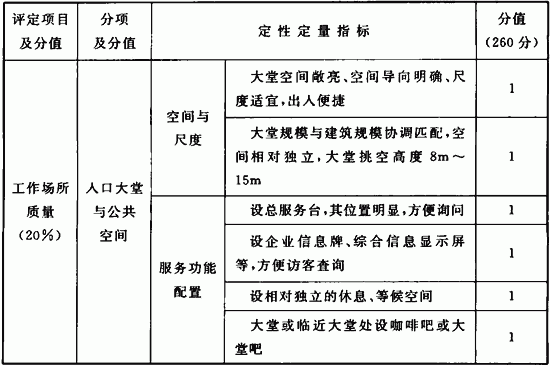 评定项目
及分值
分项
及分值
定性定量指标
分值
(260分)
工作场所
质量
(20%)
人口大堂
与公共
空间
空间与
尺度
大堂空间敞亮、空间导向明确、尺
度适宜,出人便捷
1
大堂规模与建筑规模协调匹配,空
间相对独立,大堂挑空高度 8m～
15m
1
服务功能
配置
设总服务台,其位置明显,方便询问
1
设企业信息牌、综合信息显示屏
等,方便访客查询
1
设相对独立的休息、等候空间
1
大堂或临近大堂处设咖啡吧或大
堂吧
1